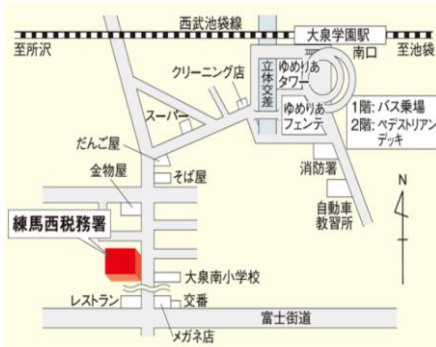 西武池袋線
大泉学園駅
至所沢
南口
至池袋
クリーニング店
立体交差
ゆめりあ
タワー
スーパー
ゆめりあ
フェンテ
1階:バス乗場
2階:ペデストリアン
デッキ
だんご屋
金物屋
そば屋
消防署
自動車
教習所
N
練馬西税務署
大泉南小学校
レストラン
交番
富士街道
メガネ店